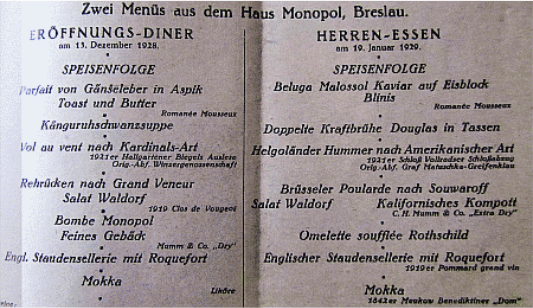 Zwei Menüs aus dem Haus Monopol, Breslau.
ERÖFFNUNGS-DINER
am 13. Dezember 1928.
SPEISENFOLGE
Parfait von Gänseleber in Aspik
Toast und Butter
Romanée Mousseux
Känguruhschwanzsuppe
Vol au vent nach Kardinals-Art
1921er Hallgartener Biegels Auslese
Orig.-Abf. Winzergenossenschaft
Rehrücken nach Grand Veneur
Salat Waldorf
1919 Clos de Vougeot
Bombe Monopol
Feines Gebäck
Mumm & Co. „Dry"
Engl. Staudensellerie mit Roquefort
Mokka
Liköre
HERREN-ESSEN
am 19. Januar 1929.
SPEISENFOLGE
Beluga Malossol Kaviar auf Eisblock
Blinis
Romanée Mousseux
Doppelte Kraftbrühe Douglas in Tassen
Helgoländer Hummer nach Amerikanischer Art
1921er Schloß Vollradser Schloßabzug
Orig.-Abf. Graf Matuschka-Greifenklau
Brüsseler Poularde nach Souwaroff
Salat Waldorf Kalifornisches Kompott
C. H. Mumm & Co. „Extra Dry"
Omelette soufflée Rothschild
Englischer Staudensellerie mit Roquefort
1919er Pommard grand vin
Mokka
1842er Meukow Benediktiner „Dom"